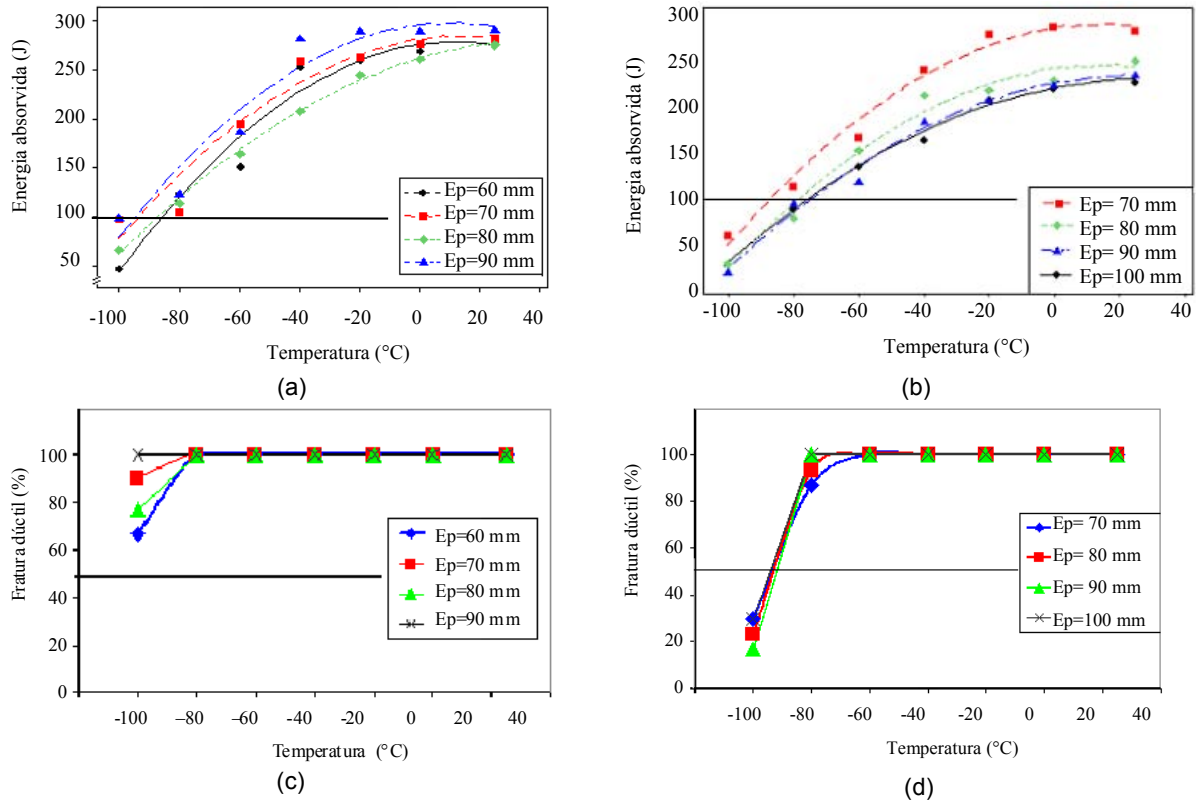 Energia absorvida (J)
300
250
200
150
100
50
Ep=60 mm
Ep=70 mm
Ep=80 mm
Ep=90 mm
-100 -80 -60 -40 -20 0 20 40
Temperatura (°C)
(a)
Energia absorvida (J)
300
250
200
150
100
50
0
Ep= 70 mm
Ep= 80 mm
Ep= 90 mm
Ep=100 mm
-100 -80 -60 -40 -20 0 20 40
Temperatura (°C)
(b)
Fratura dúctil (%)
120
100
80
60
40
20
0
Ep=60 mm
Ep=70 mm
Ep=80 mm
Ep=90 mm
-100 –80 -60 -40 -20 0 20 40
Temperatura (°C)
(c)
Fratura dúctil (%)
120
100
80
60
40
20
0
Ep= 70 mm
Ep= 80 mm
Ep= 90 mm
Ep=100 mm
-100 -80 -60 -40 -20 0 20 40
Temperatura (°C)
(d)